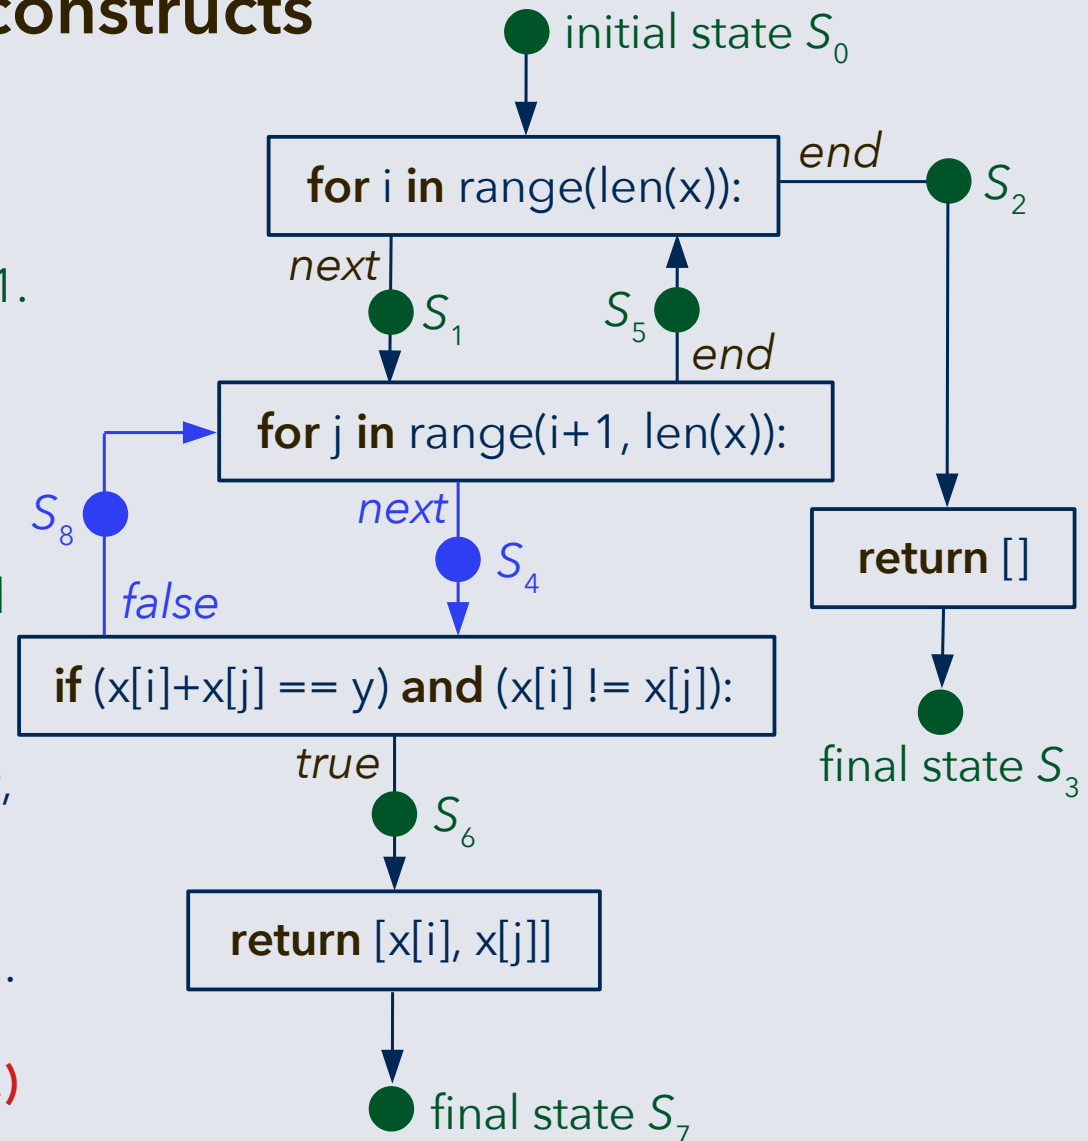 constructs
initial state S₀
for i in range(len(x)):
end
S₂
next
1.
S₁
S₅
end
for j in range(i+1, len(x)):
S₈
next
S₄
return []
false
if (x[i]+x[j] == y) and (x[i] != x[j]):
true
final state S₃
,
S₆
return [x[i], x[j]]
.
)
final state S₇